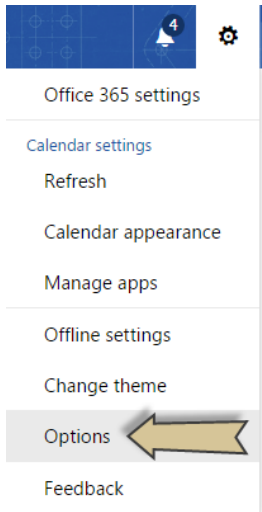 4
Office 365 settings
Calendar settings
Refresh
Calendar appearance
Manage apps
Offline settings
Change theme
Options
Feedback